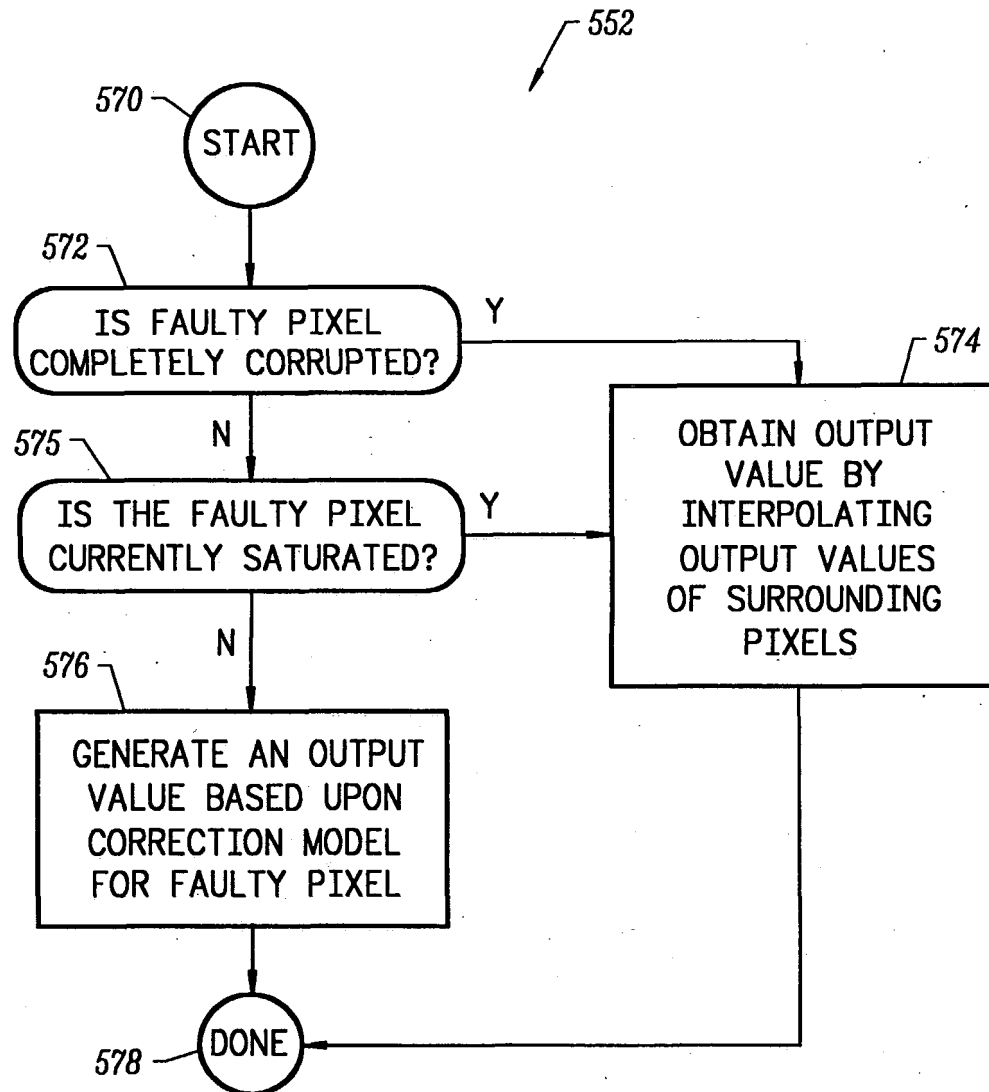 552
570
START
572
IS FAULTY PIXEL
COMPLETELY CORRUPTED?
Y
574
N
OBTAIN OUTPUT
VALUE BY
INTERPOLATING
OUTPUT VALUES
OF SURROUNDING
PIXELS
575
IS THE FAULTY PIXEL
CURRENTLY SATURATED?
Y
N
576
GENERATE AN OUTPUT
VALUE BASED UPON
CORRECTION MODEL
FOR FAULTY PIXEL
DONE
578